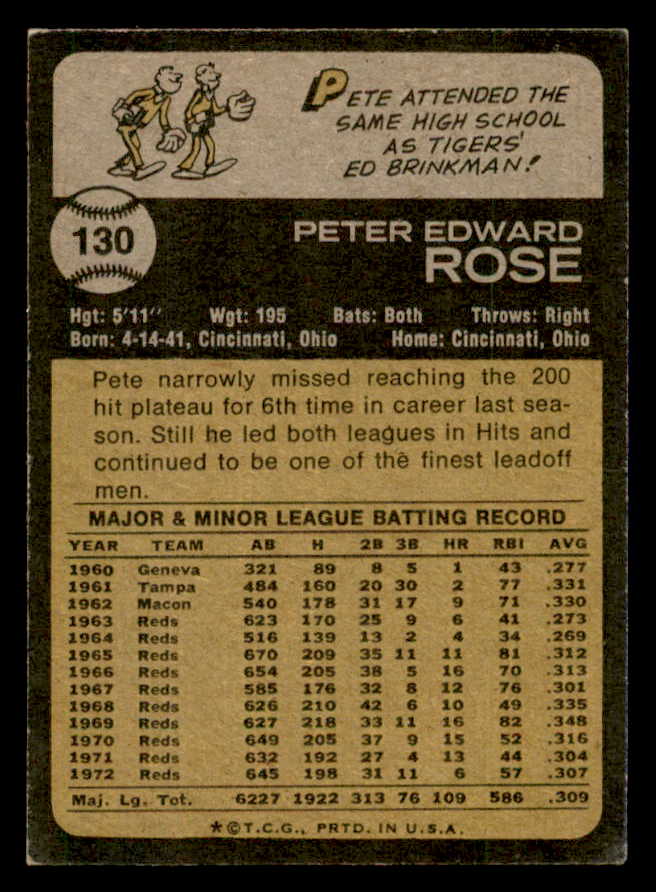 PETE ATTENDED THE
SAME HIGH SCHOOL
AS TIGERS'
ED BRINKMAN!
130
PETER EDWARD
ROSE
Hgt: 5'11" Wgt: 195 Bats: Both Throws: Right
Born: 4-14-41, Cincinnati, Ohio Home: Cincinnati, Ohio
Pete narrowly missed reaching the 200
hit plateau for 6th time in career last sea-
son. Still he led both leagues in Hits and
continued to be one of the finest leadoff
men.
MAJOR & MINOR LEAGUE BATTING RECORD
YEAR TEAM AB H 2B 3B HR RBI AVG
1960 Geneva 321 89 8 5 1 43 .277
1961 Tampa 484 160 20 30 2 77 .331
1962 Macon 540 178 31 17 9 71 .330
1963 Reds 623 170 25 9 6 41 .273
1964 Reds 516 139 13 2 4 34 .269
1965 Reds 670 209 35 11 11 81 .312
1966 Reds 654 205 38 5 16 70 .313
1967 Reds 585 176 32 8 12 76 .301
1968 Reds 626 210 42 6 10 49 .335
1969 Reds 627 218 33 11 16 82 .348
1970 Reds 649 205 37 9 15 52 .316
1971 Reds 632 192 27 4 13 44 .304
1972 Reds 645 198 31 11 6 57 .307
Maj. Lg. Tot. 6227 1922 313 76 109 586 .309
*©T.C.G., PRTD. IN U.S.A.